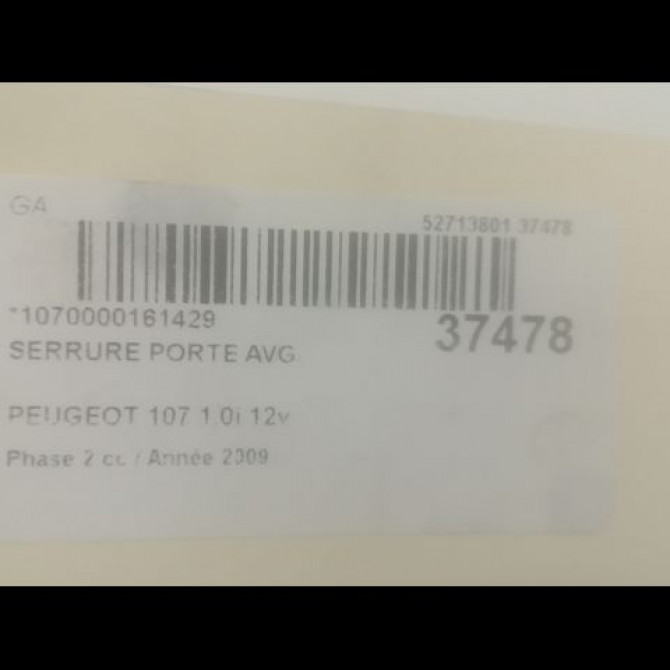 GA
52713801 37478
*1070000161429
37478
SERRURE PORTE AVG
PEUGEOT 107 1.0i 12v
Phase 2 cc / Année 2009